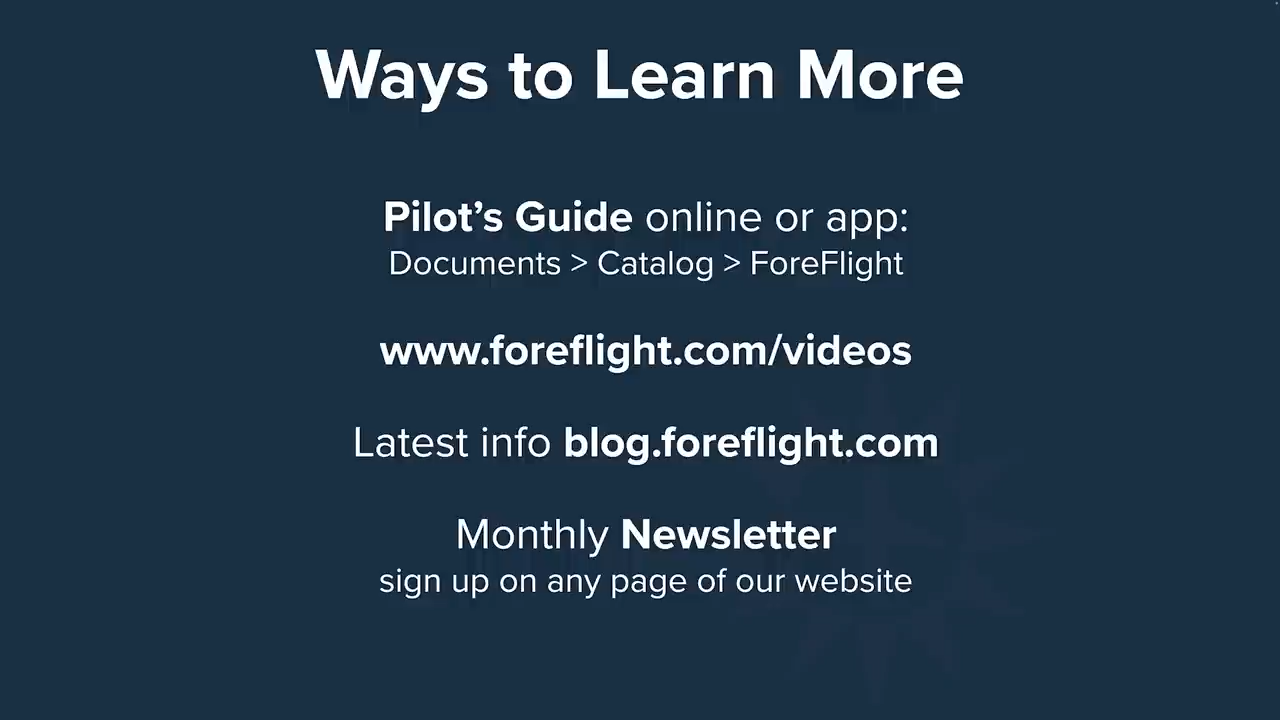 Ways to Learn More
Pilot’s Guide online or app:
Documents > Catalog > ForeFlight
www.foreflight.com/videos
Latest info blog.foreflight.com
Monthly Newsletter
sign up on any page of our website